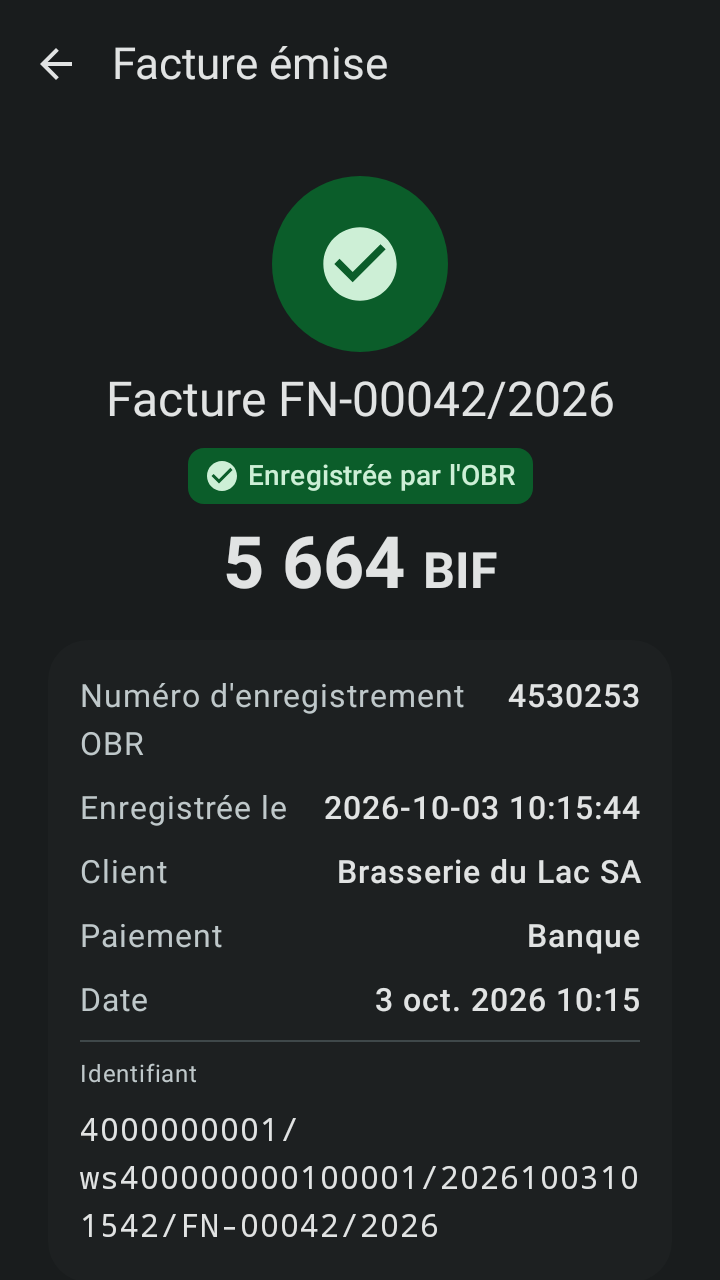 Facture émise
Facture FN-00042/2026
Enregistrée par l'OBR
5 664 BIF
Numéro d'enregistrement 4530253
OBR
Enregistrée le 2026-10-03 10:15:44
Client Brasserie du Lac SA
Paiement Banque
Date 3 oct. 2026 10:15
Identifiant
4000000001/
ws400000000100001/2026100310
1542/FN-00042/2026